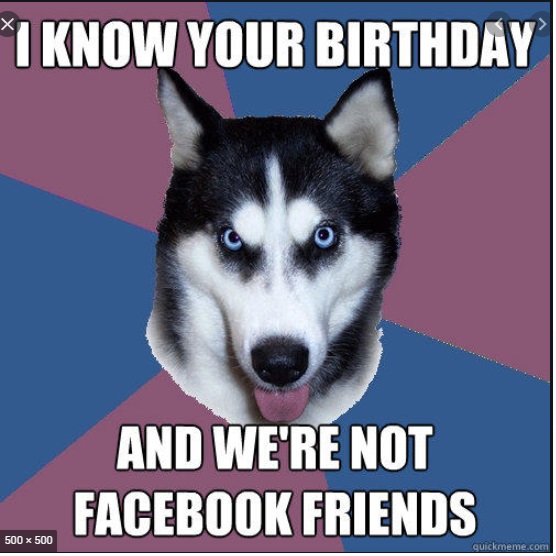 I KNOW YOUR BIRTHDAY
AND WE'RE NOT
FACEBOOK FRIENDS
500 × 500
quickmeme.com